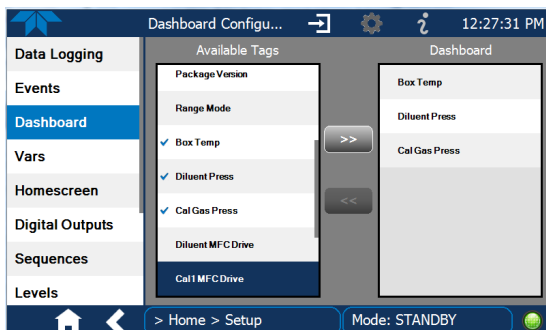 Dashboard Configu...
12:27:31 PM
Data Logging
Events
Dashboard
Vars
Homescreen
Digital Outputs
Sequences
Levels
Available Tags
Package Version
Range Mode
Box Temp
Diluent Press
Cal Gas Press
Diluent MFC Drive
Cal1 MFC Drive
>>
<<
Dashboard
Box Temp
Diluent Press
Cal Gas Press
> Home > Setup
Mode: STANDBY